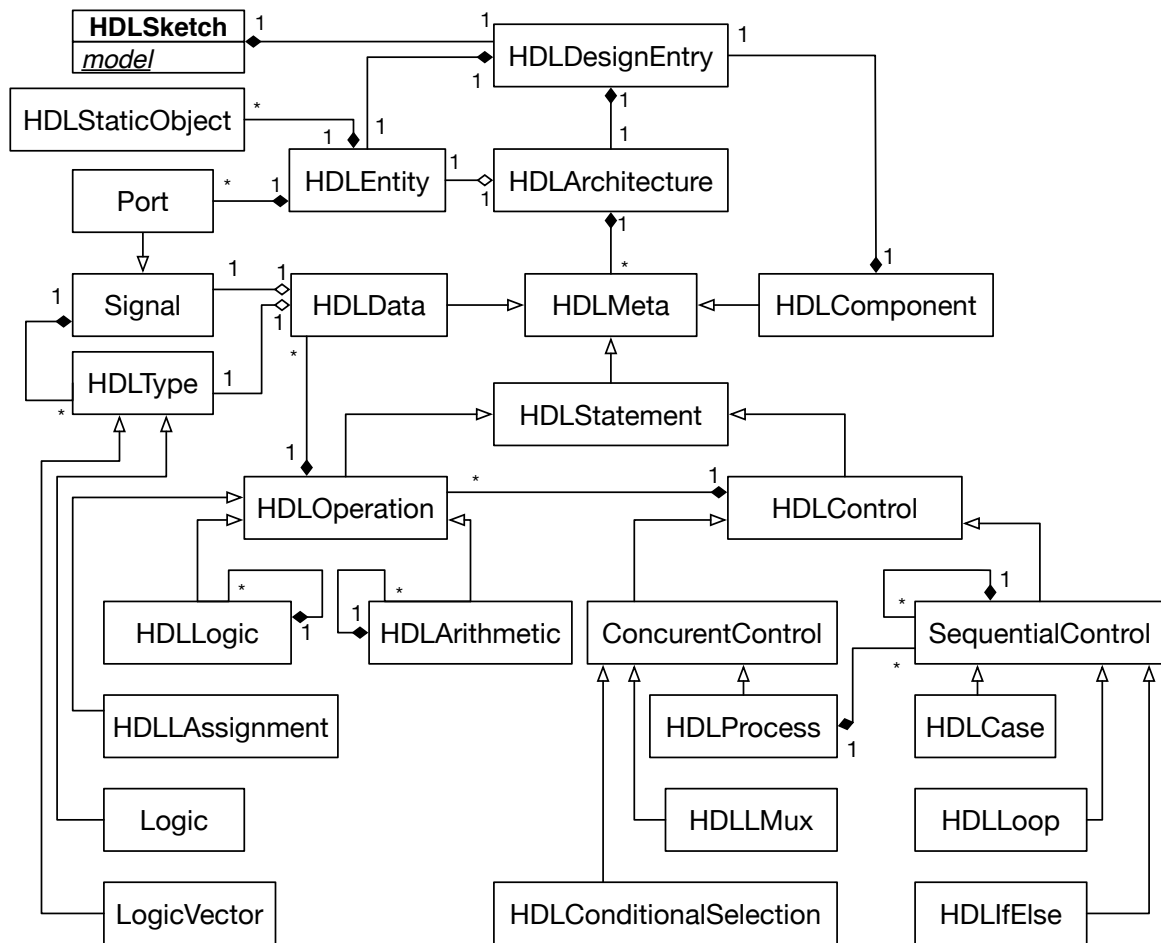 HDLSketch
model
1
1
HDLDesignEntry
1
1
1
1
HDLStaticObject
*
1
1
HDLEntity
1
1
HDLArchitecture
Port
*
1
1
*
1
Signal
1
1
1
HDLData
HDLMeta
HDLComponent
1
*
HDLType
1
*
HDLStatement
1
HDLOperation
*
1
HDLControl
*
1
HDLLogic
*
1
HDLArithmetic
ConcurentControl
1
*
SequentialControl
*
HDLLAssignment
HDLProcess
1
HDLCase
Logic
HDLLMux
HDLLoop
LogicVector
HDLConditionalSelection
HDLIfElse